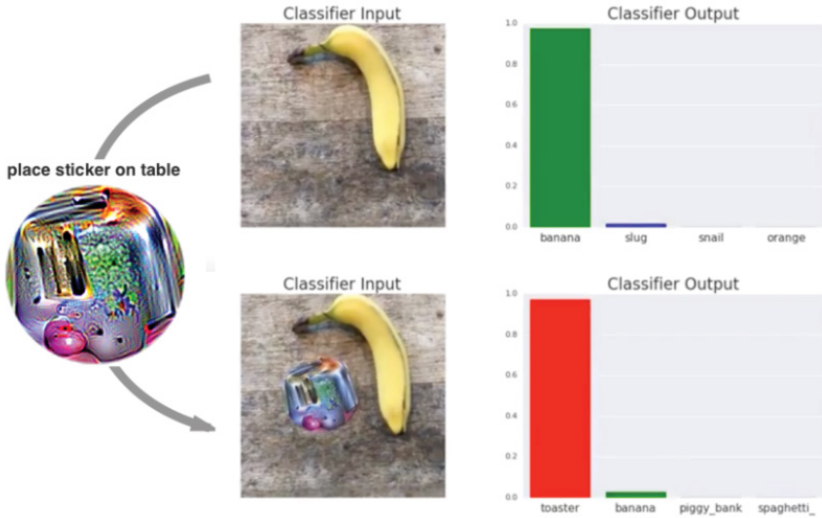 Classifier Input
Classifier Output
1.0
0.8
0.6
0.4
0.2
0.0
banana slug snail orange
place sticker on table
Classifier Input
Classifier Output
1.0
0.8
0.6
0.4
0.2
0.0
toaster banana piggy_bank spaghetti_